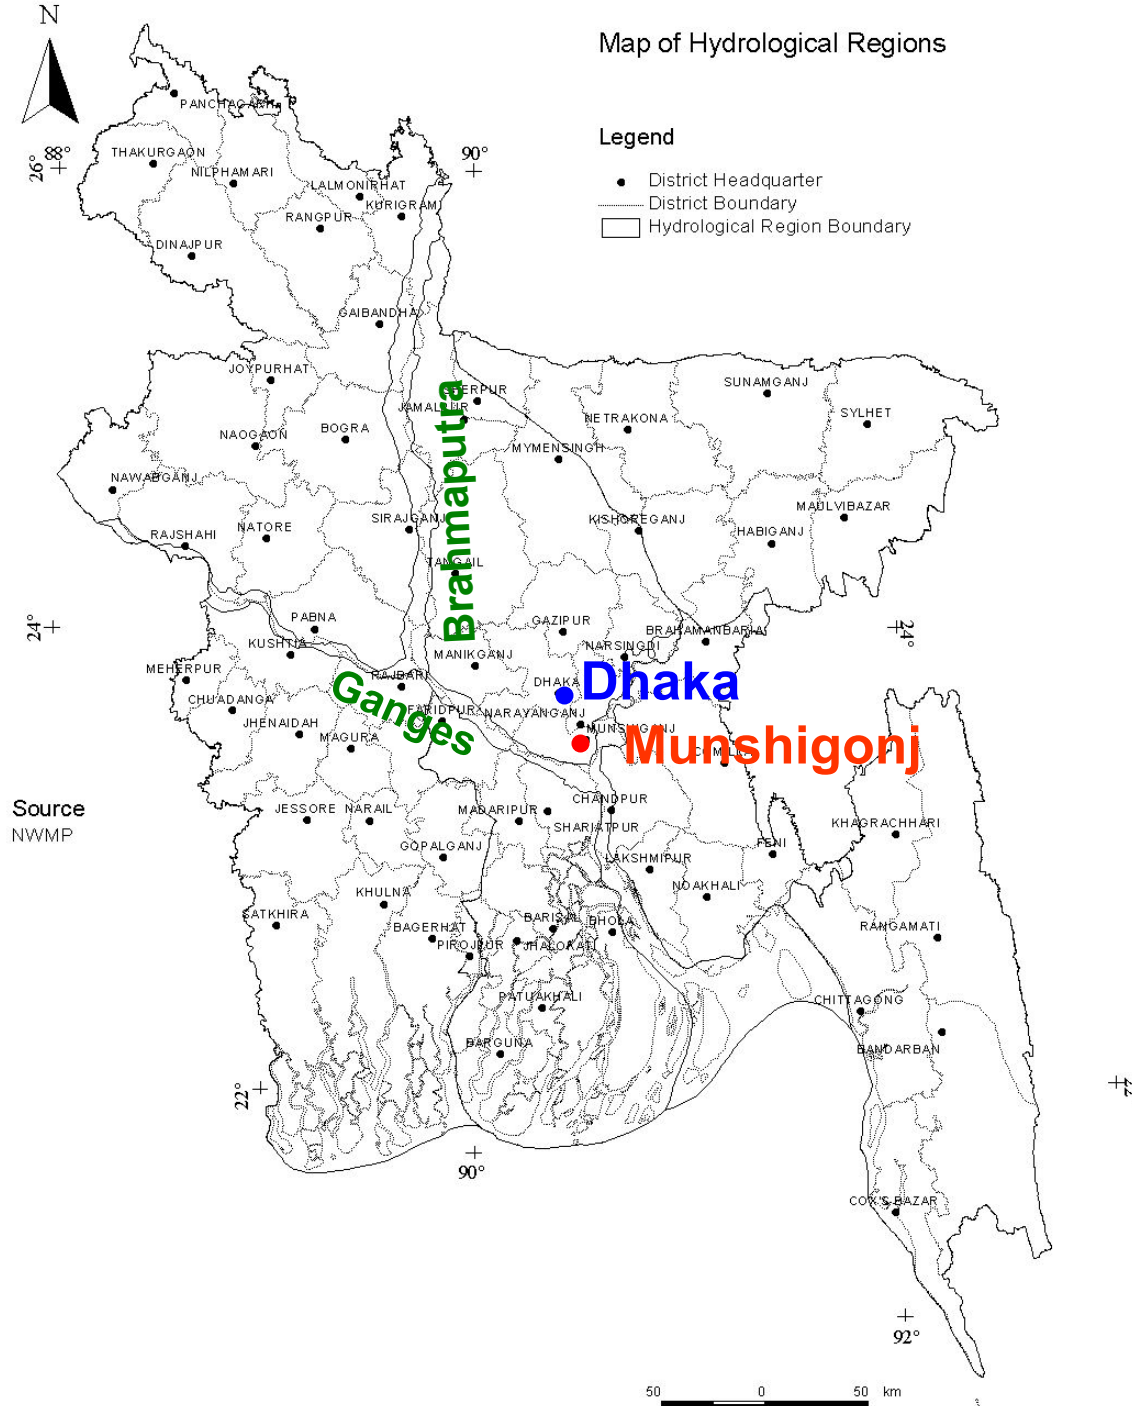 N
Map of Hydrological Regions
Legend
District Headquarter
District Boundary
Hydrological Region Boundary
26°
88°
90°
PANCHAGARH
THAKURGAON
NILPHAMARI
LALMONIRHAT
KURIGRAM
RANGPUR
DINAJPUR
GAIBANDHA
JOYPURHAT
SHERPUR
JAMALPUR
SUNAMGANJ
SYLHET
NETRAKONA
BOGRA
NAOGAON
MYMENSINGH
NAWABGANJ
MAULVIBAZAR
SIRAJGANJ
KISHOREGANJ
NATORE
RAJSHAHI
HABIGANJ
TANGAIL
Brahmaputra
PABNA
GAZIPUR
24°
24°
BRAHAMANBARIA
KUSHTIA
NARSINGDI
MANIKGANJ
MEHERPUR
RAJBARI
DHAKA
Dhaka
CHUADANGA
Ganges
FARIDPUR
NARAYANGANJ
JHENAIDAH
MUNSHIGANJ
MAGURA
Munshigonj
COMILLA
Source
NWMP
JESSORE
NARAIL
MADARIPUR
CHANDPUR
SHARIATPUR
KHAGRACHHARI
GOPALGANJ
FENI
LAKSHMIPUR
NOAKHALI
KHULNA
SATKHIRA
BARISAL
BHOLA
BAGERHAT
PIROJPUR
JHALOKATI
RANGAMATI
PATUAKHALI
CHITTAGONG
BARGUNA
BANDARBAN
22°
22
90°
COX'S BAZAR
92°
50
0
50
km